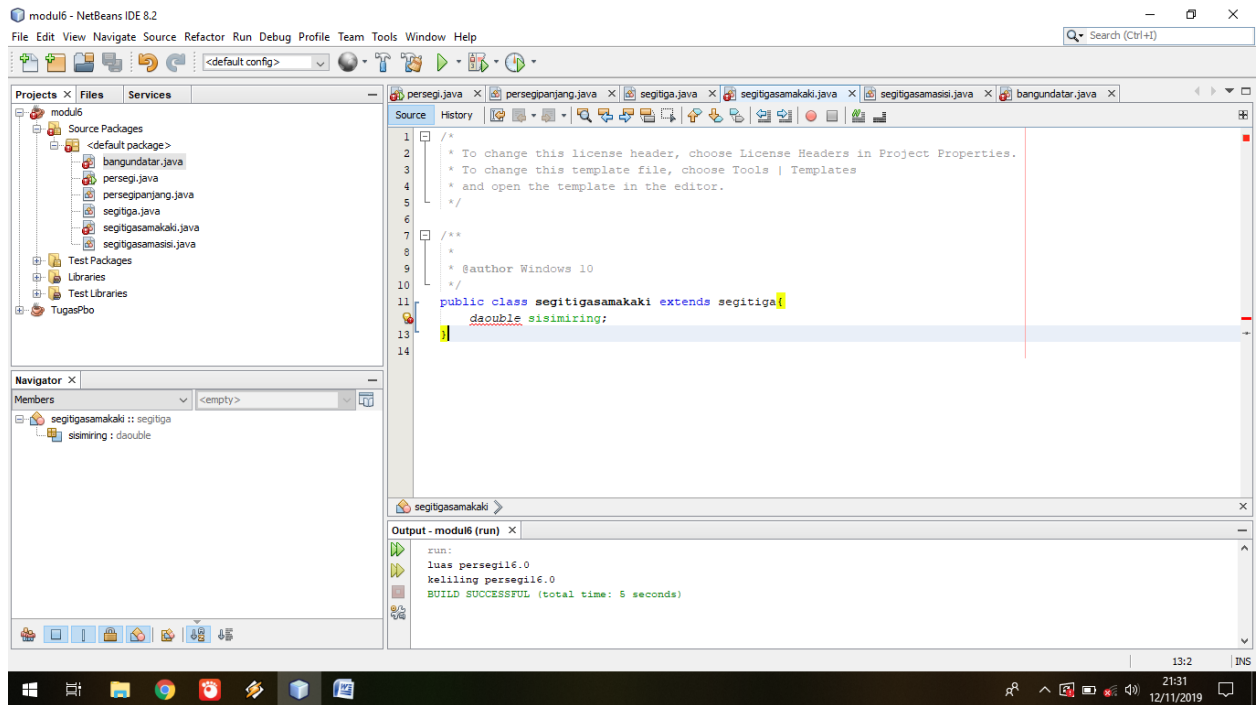 modul6 - NetBeans IDE 8.2
File Edit View Navigate Source Refactor Run Debug Profile Team Tools Window Help
Search (Ctrl+I)
<default config>
Projects Files Services
modul6
Source Packages
<default package>
bangundatar.java
persegi.java
persegipanjang.java
segitiga.java
segitigasamakaki.java
segitigasamasisi.java
Test Packages
Libraries
Test Libraries
TugasPbo
Navigator
Members <empty>
segitigasamakaki :: segitiga
sisimiring : daouble
persegi.java persegipanjang.java segitiga.java segitigasamakaki.java segitigasamasisi.java bangundatar.java
Source History
1 /*
2 * To change this license header, choose License Headers in Project Properties.
3 * To change this template file, choose Tools | Templates
4 * and open the template in the editor.
5 */
6
7 /**
8 *
9 * @author Windows 10
10 */
11 public class segitigasamakaki extends segitiga{
daouble sisimiring;
13 }
14
segitigasamakaki
Output - modul6 (run)
run:
luas persegi16.0
keliling persegi16.0
BUILD SUCCESSFUL (total time: 5 seconds)
13:2 INS
21:31
12/11/2019